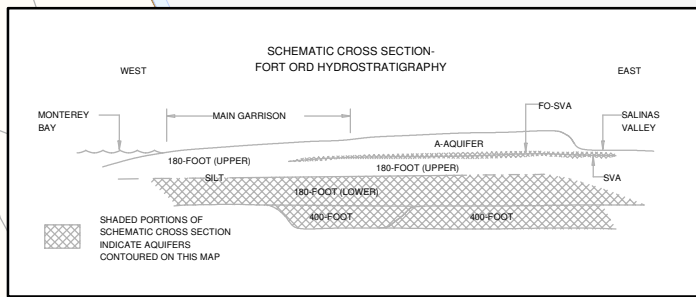 SCHEMATIC CROSS SECTION-
FORT ORD HYDROSTRATIGRAPHY
WEST
EAST
FO-SVA
MONTEREY
BAY
MAIN GARRISON
SALINAS
VALLEY
A-AQUIFER
180-FOOT (UPPER)
180-FOOT (UPPER)
SILT
SVA
180-FOOT (LOWER)
400-FOOT
400-FOOT
SHADED PORTIONS OF
SCHEMATIC CROSS SECTION
INDICATE AQUIFERS
CONTOURED ON THIS MAP